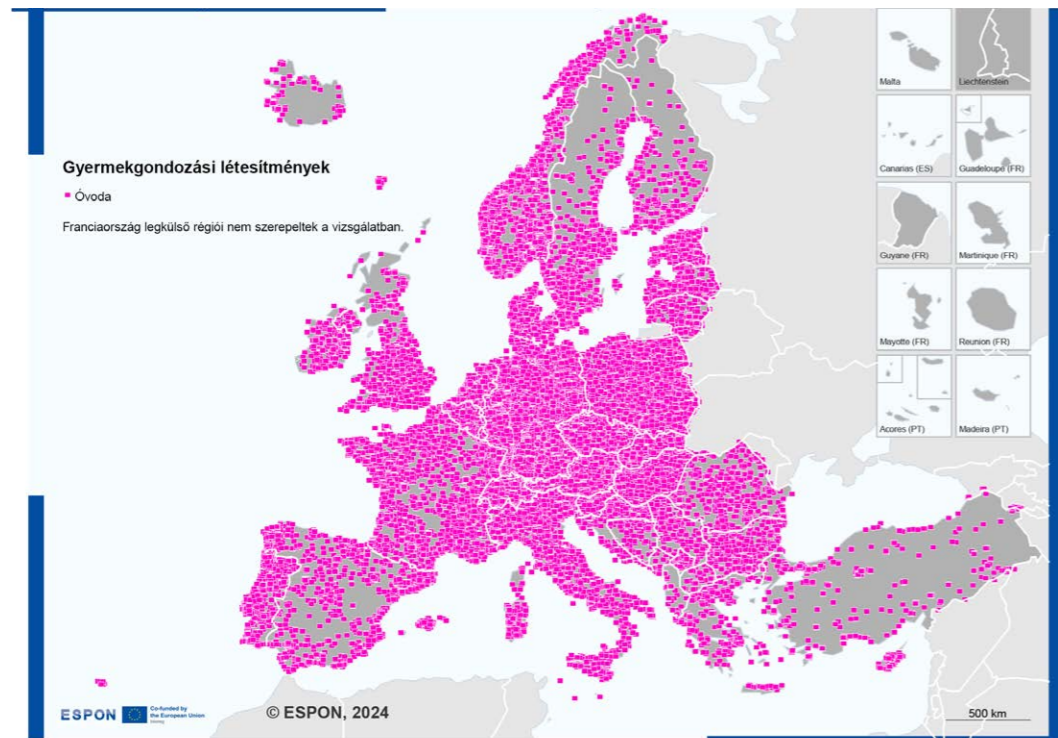 Gyermekgondozási létesítmények
Óvoda
Franciaország legkülső régiói nem szerepeltek a vizsgálatban.
Malta
Liechtenstein
Canarias (ES)
Guadeloupe (FR)
Guyane (FR)
Martinique (FR)
Mayotte (FR)
Reunion (FR)
Acores (PT)
Madeira (PT)
ESPON
Co-funded by
the European Union
© ESPON, 2024
500 km